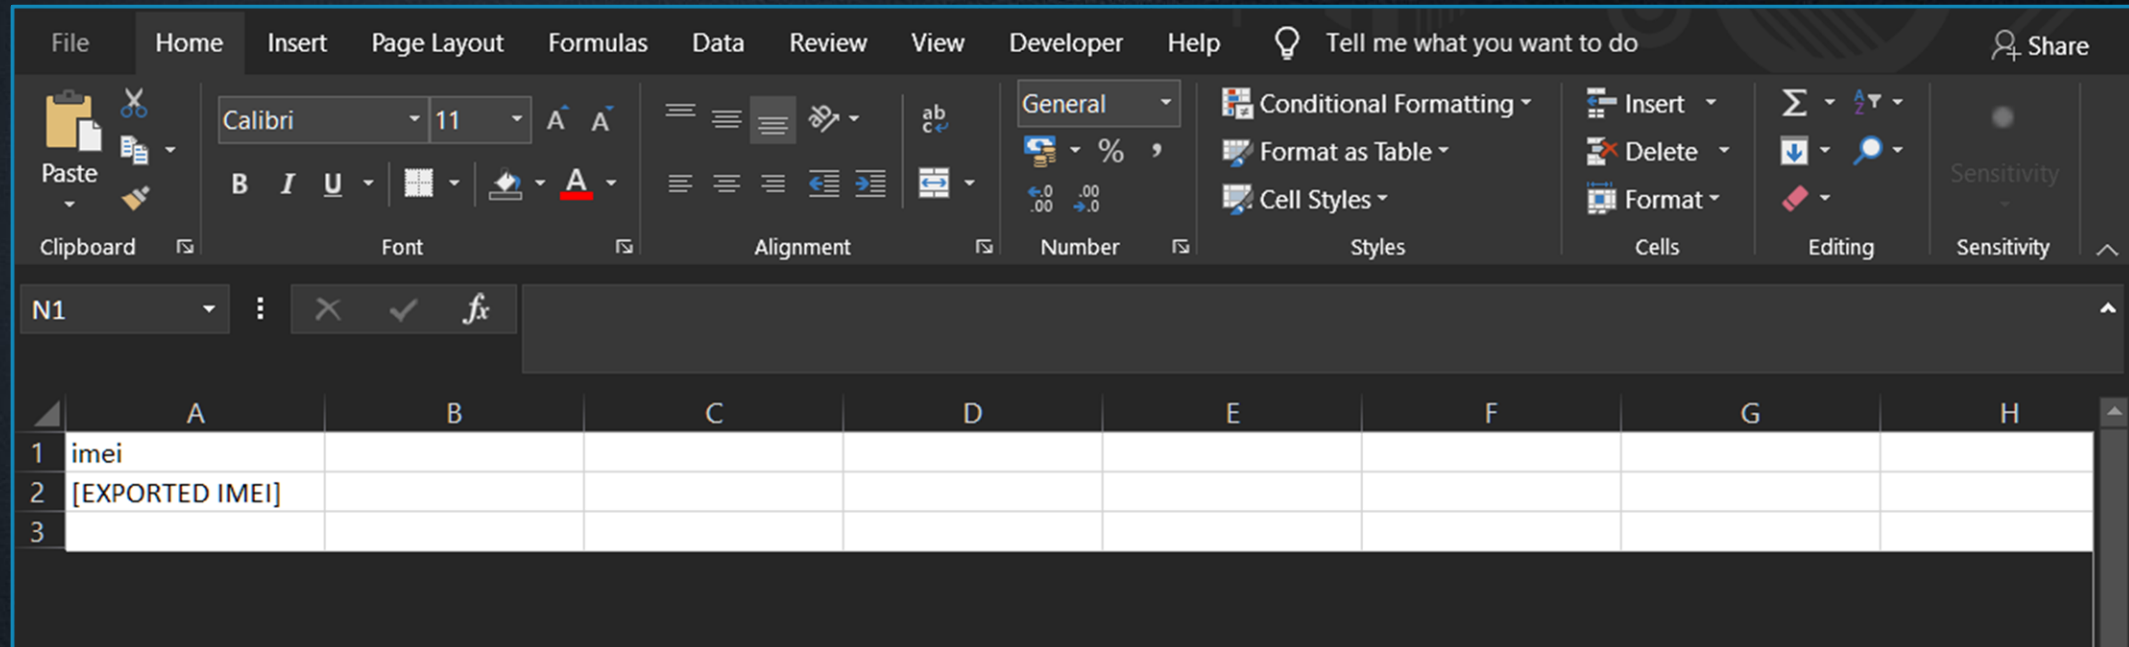 File Home Insert Page Layout Formulas Data Review View Developer Help Tell me what you want to do Share
Calibri 11 General Conditional Formatting Insert
Paste B I U A % , Format as Table Delete Sensitivity
Cell Styles Format
Clipboard Font Alignment Number Styles Cells Editing Sensitivity
N1 fx
A B C D E F G H
1 imei
2 [EXPORTED IMEI]
3